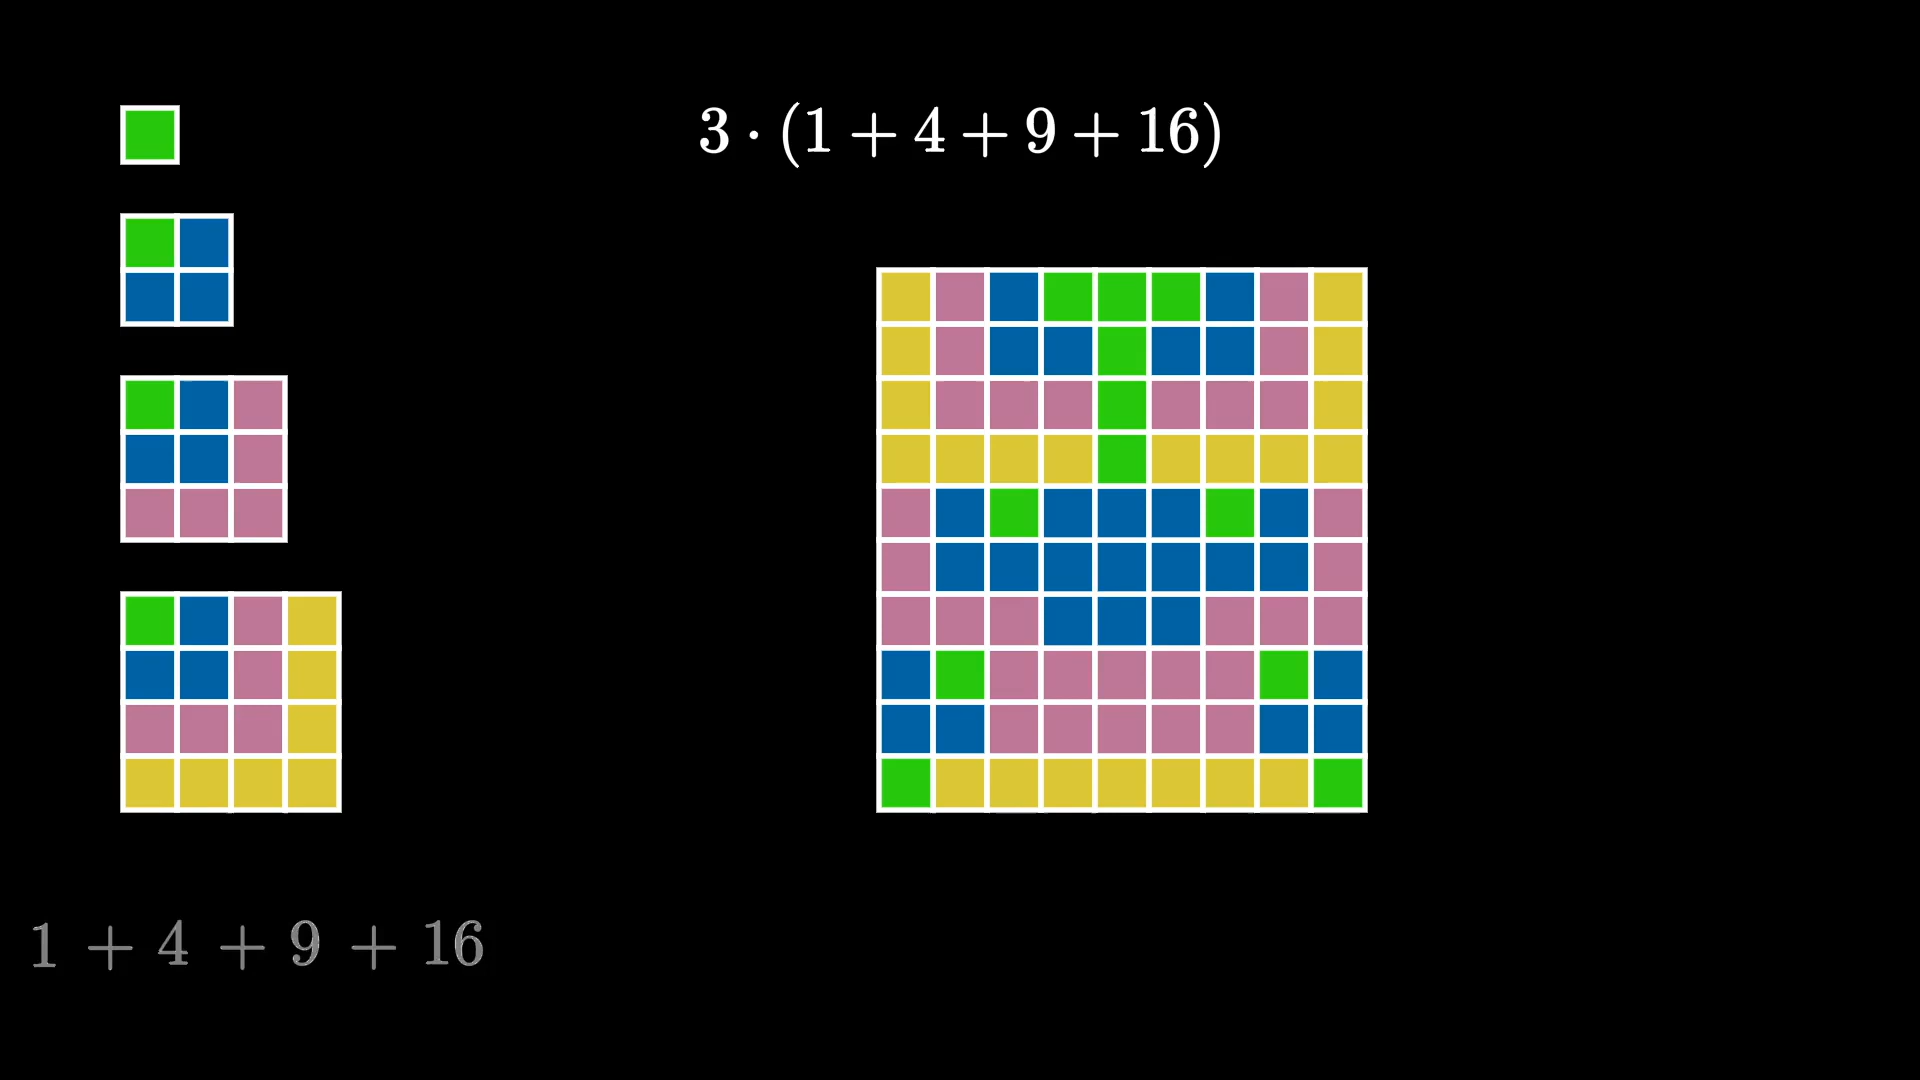 3 · (1 + 4 + 9 + 16)
1 + 4 + 9 + 16